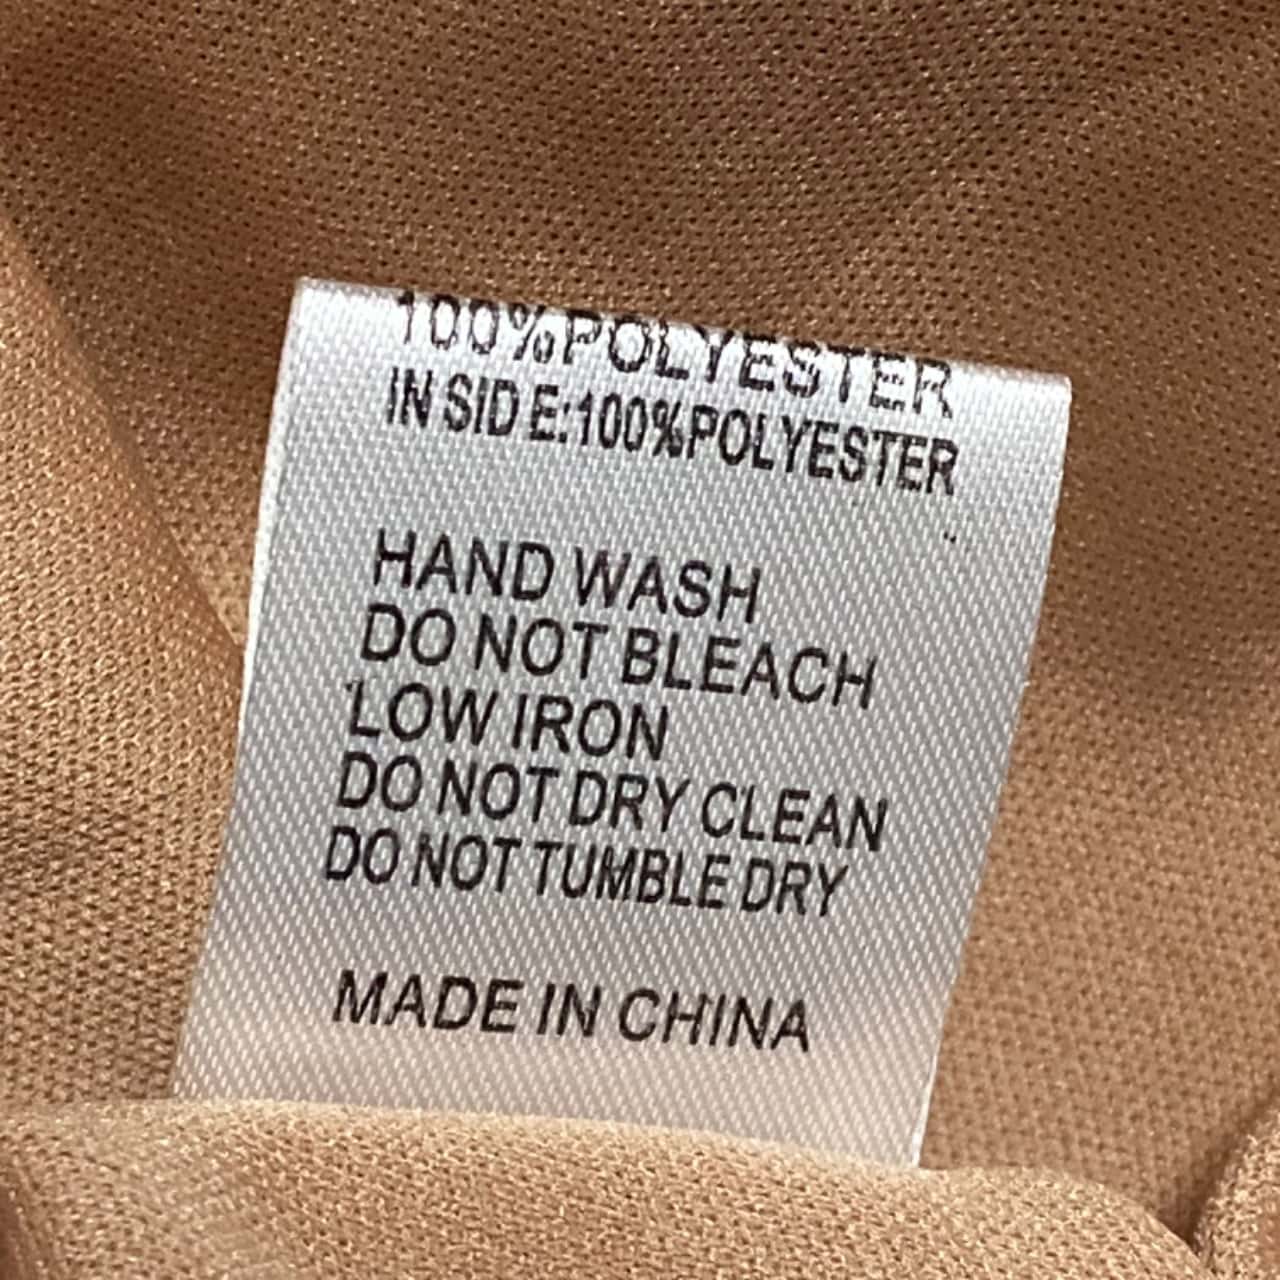 100%POLYESTER
IN SIDE:100%POLYESTER
HAND WASH
DO NOT BLEACH
LOW IRON
DO NOT DRY CLEAN
DO NOT TUMBLE DRY
MADE IN CHINA